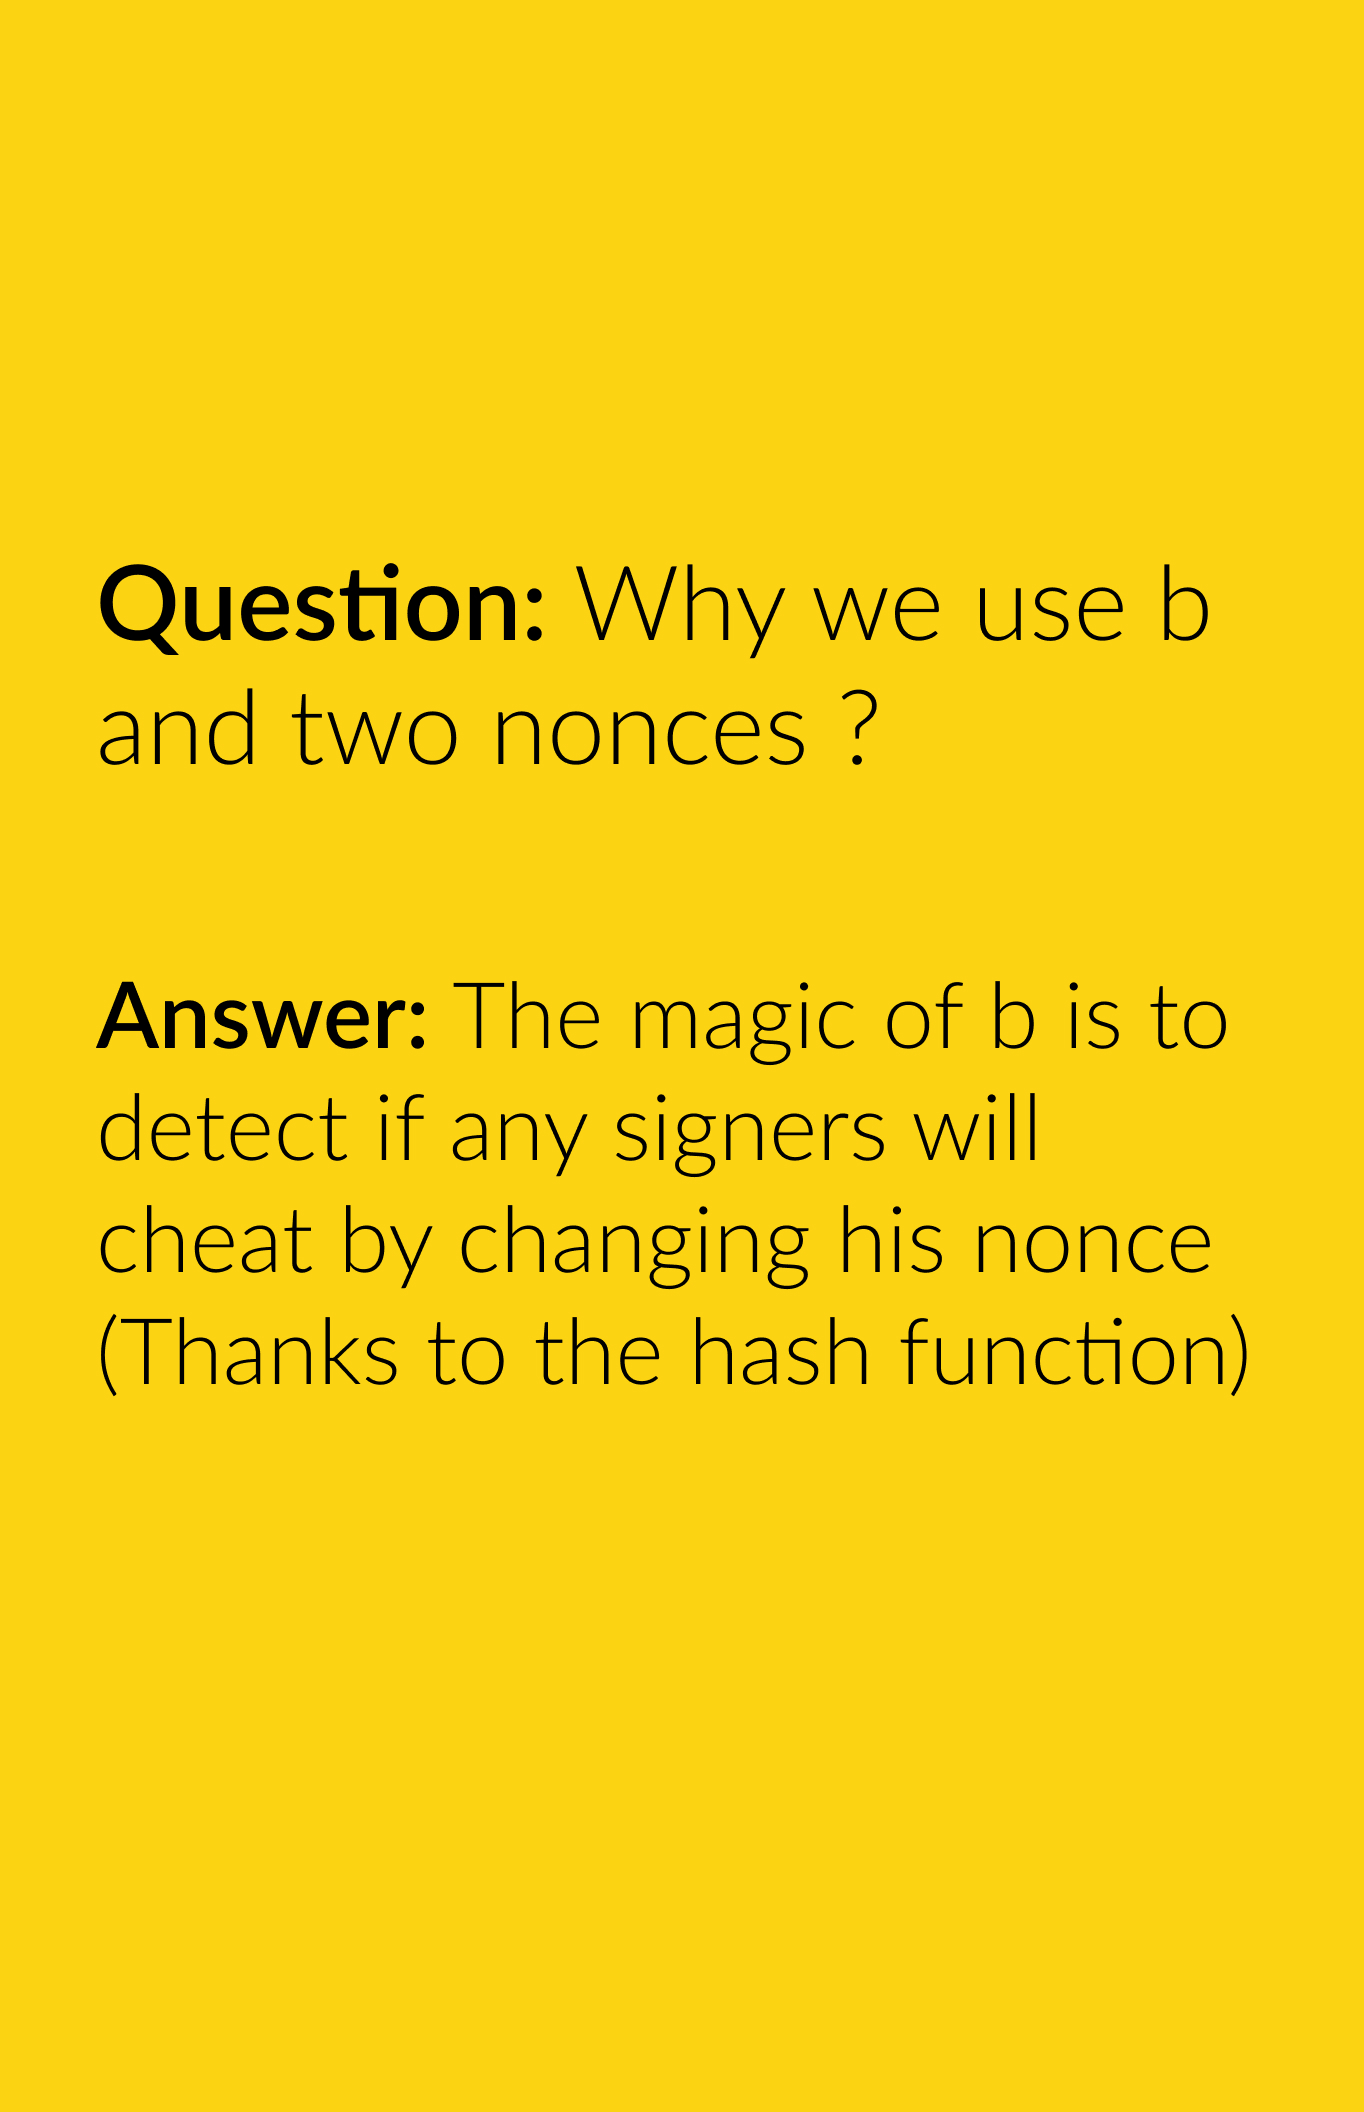 Question: Why we use b
and two nonces ?
Answer: The magic of b is to
detect if any signers will
cheat by changing his nonce
(Thanks to the hash function)